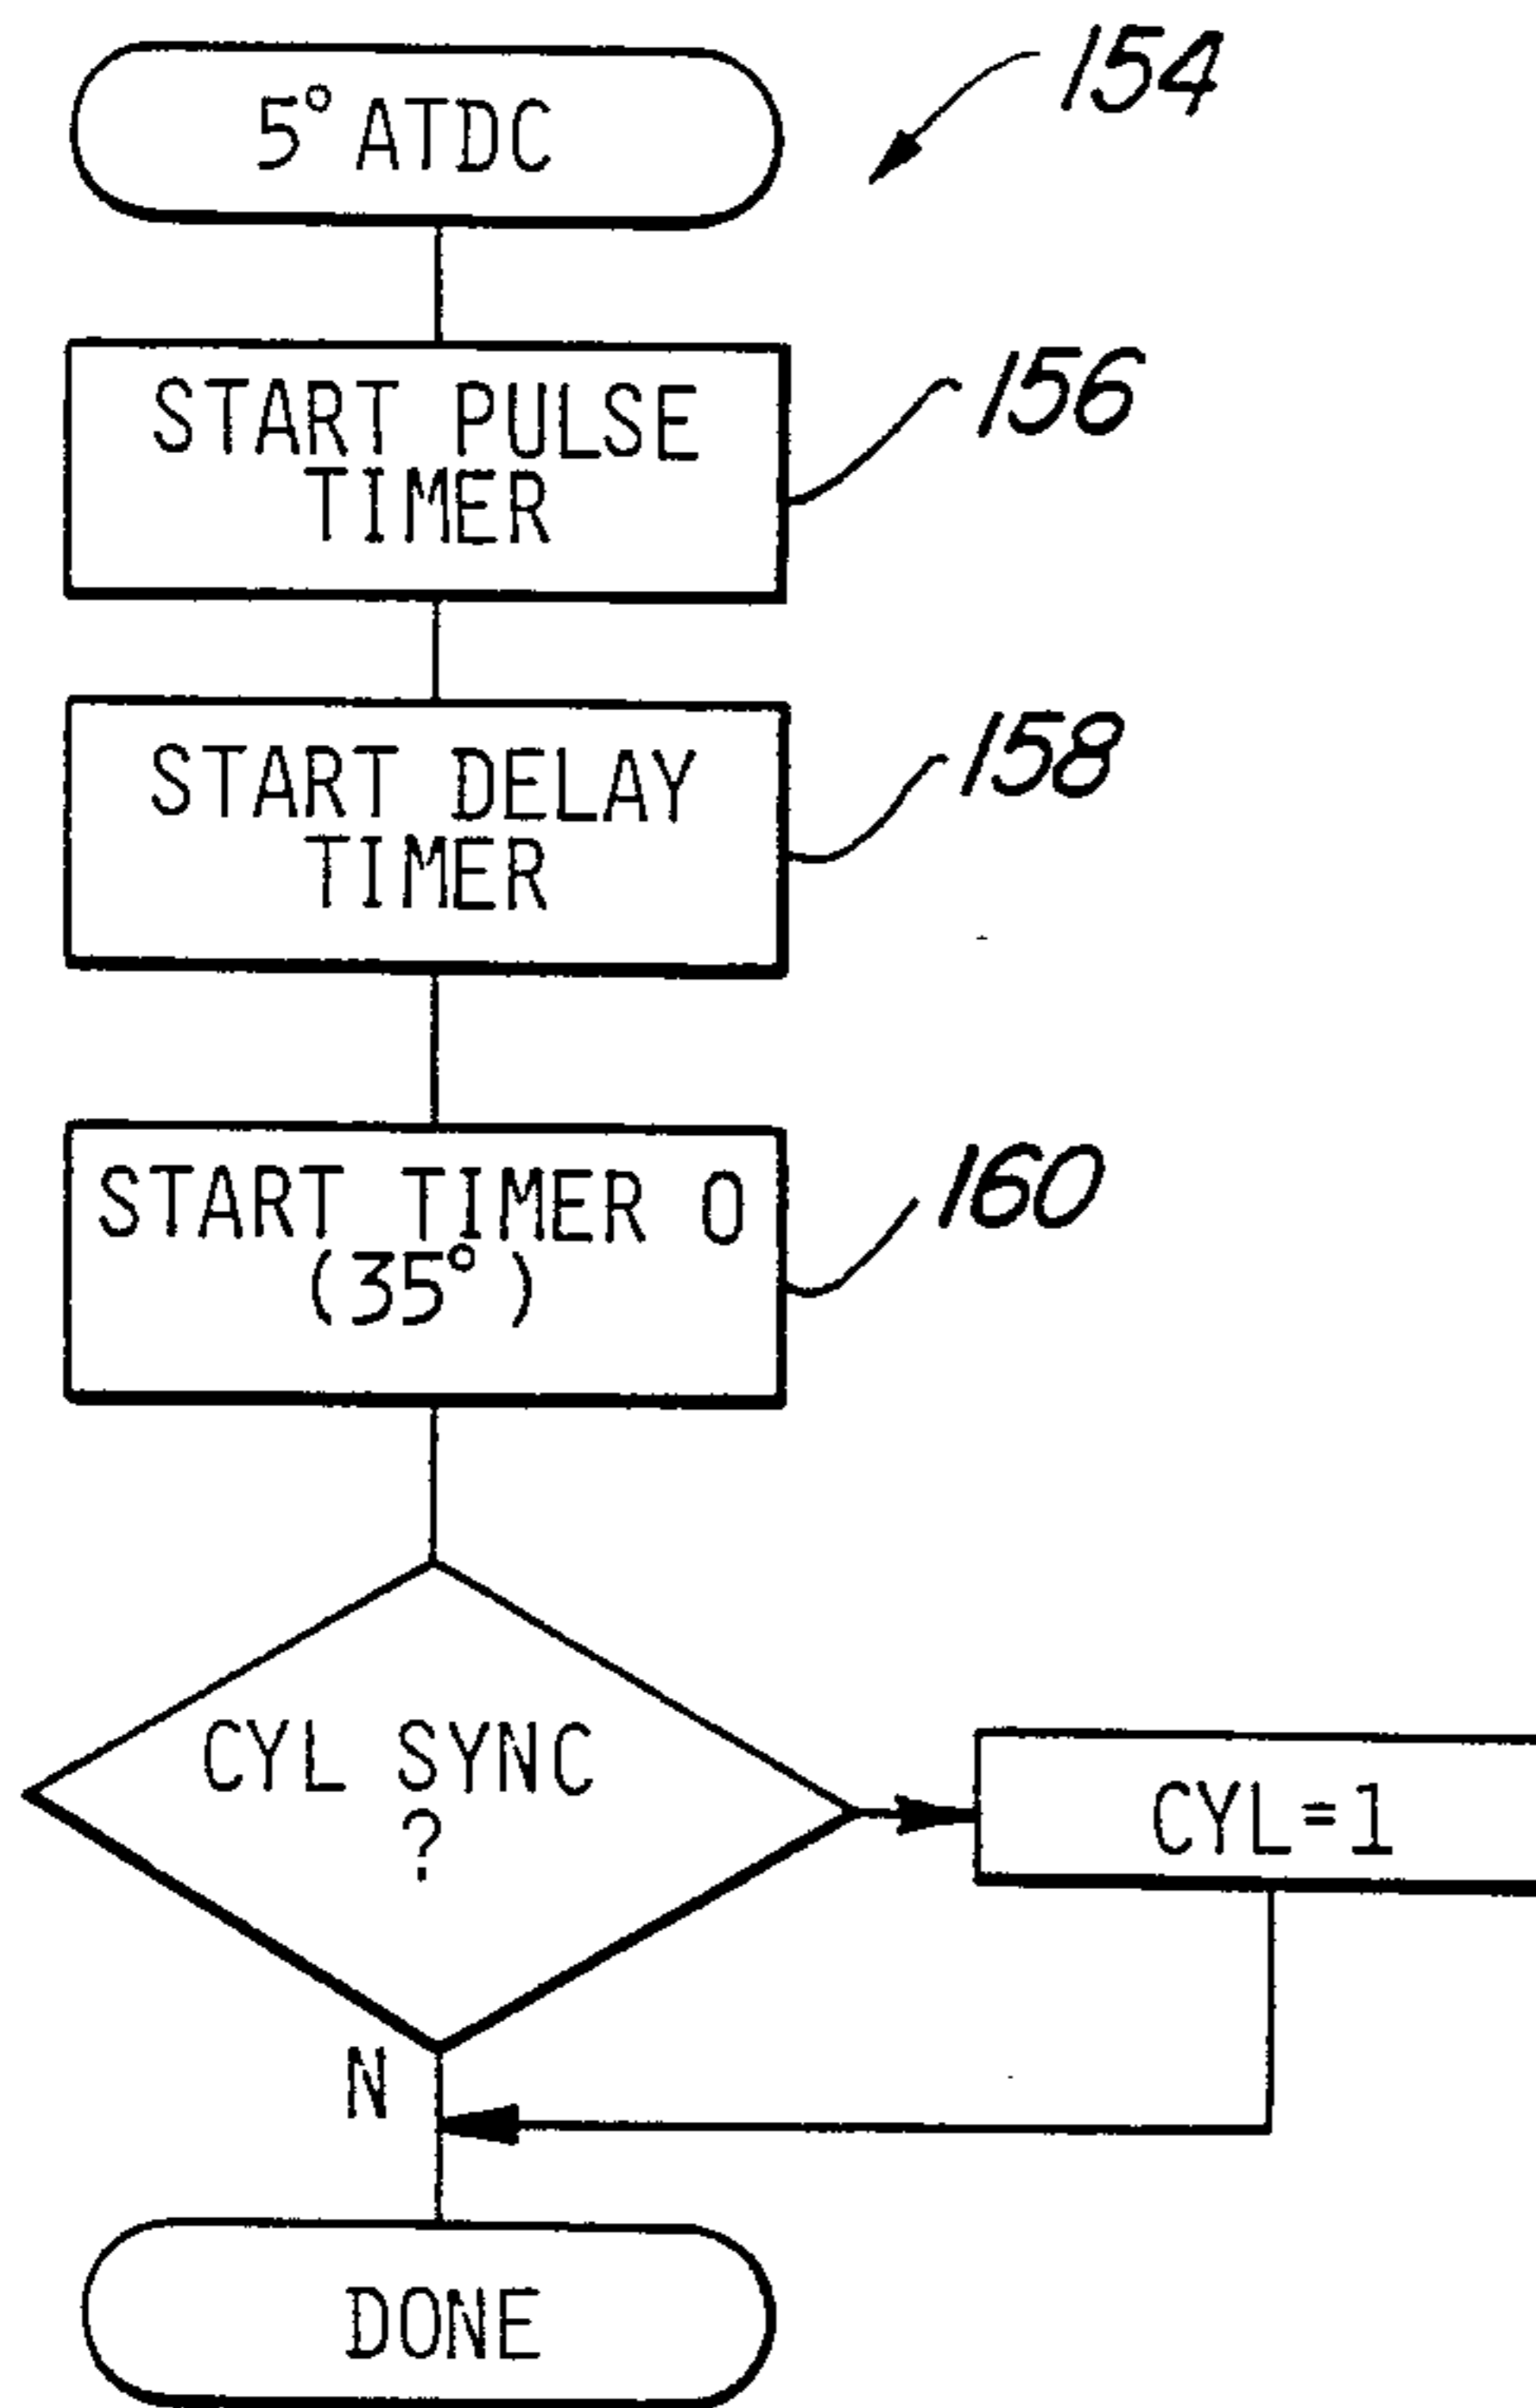 5° ATDC
154
START PULSE
TIMER
156
START DELAY
TIMER
158
START TIMER 0
(35°)
160
CYL SYNC
?
CYL=1
N
DONE